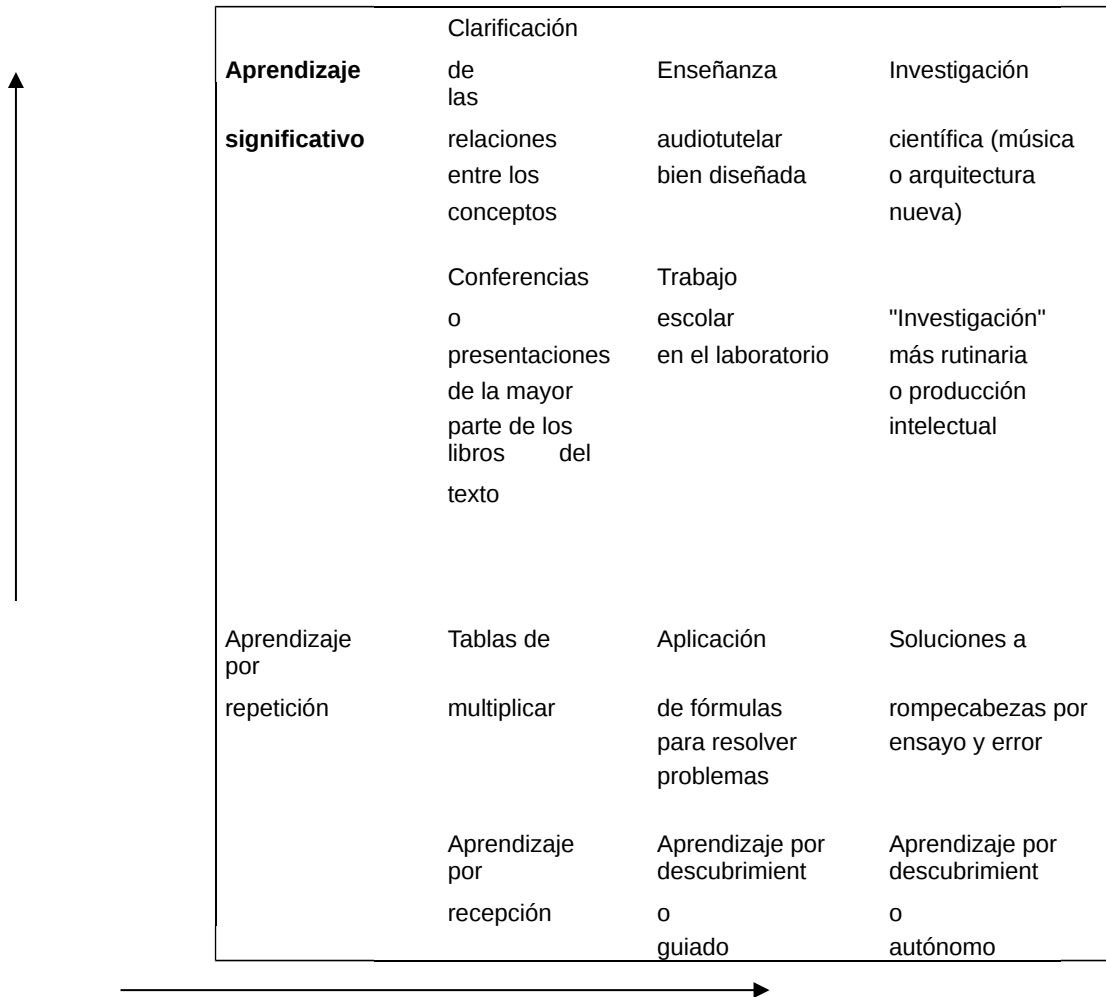 Clarificación
Aprendizaje de Enseñanza Investigación
las
significativo relaciones audiotutelar científica (música
entre los bien diseñada o arquitectura
conceptos nueva)
Conferencias Trabajo
o escolar "Investigación"
presentaciones en el laboratorio más rutinaria
de la mayor o producción
parte de los intelectual
libros del
texto
Aprendizaje Tablas de Aplicación Soluciones a
por
repetición multiplicar de fórmulas rompecabezas por
para resolver ensayo y error
problemas
Aprendizaje Aprendizaje por Aprendizaje por
por descubrimient descubrimient
recepción o o
guiado autónomo